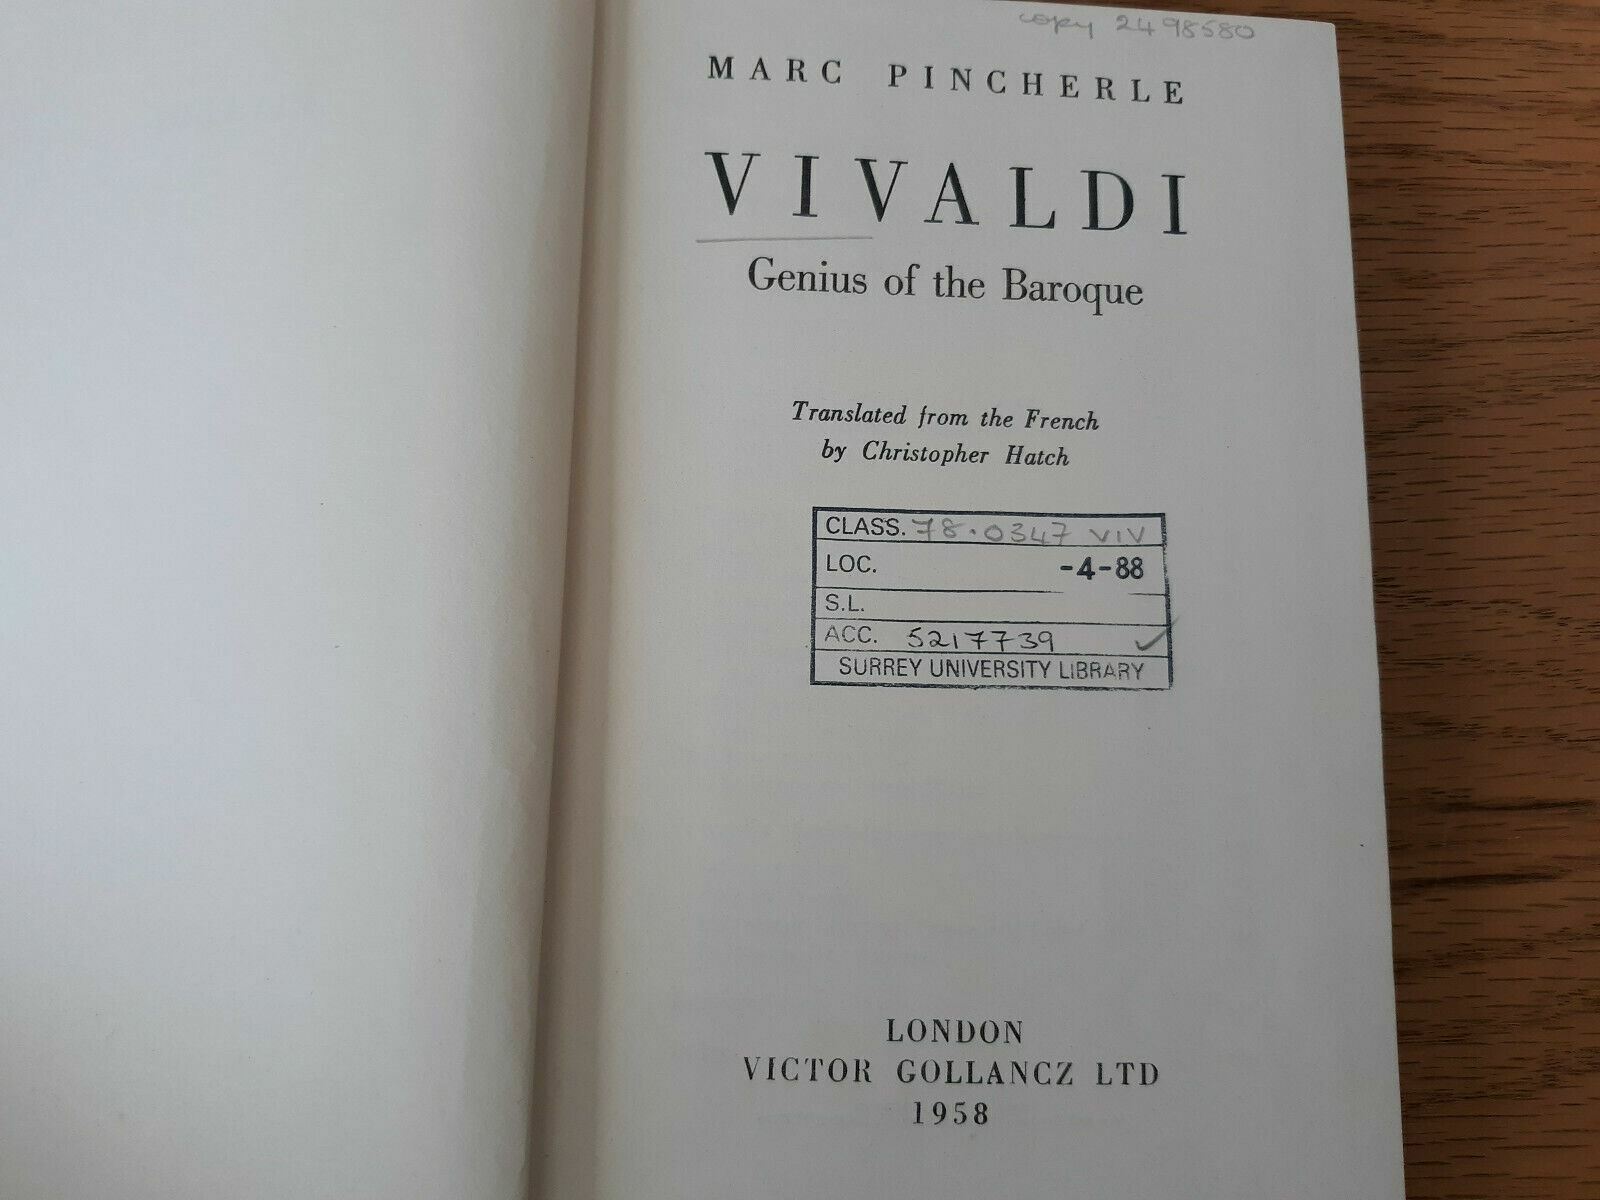 copy 2498580
MARC PINCHERLE
VIVALDI
Genius of the Baroque
Translated from the French
by Christopher Hatch
CLASS. 78.0347 VIV
LOC. -4-88
S.L.
ACC. 5217739
SURREY UNIVERSITY LIBRARY
LONDON
VICTOR GOLLANCZ LTD
1958